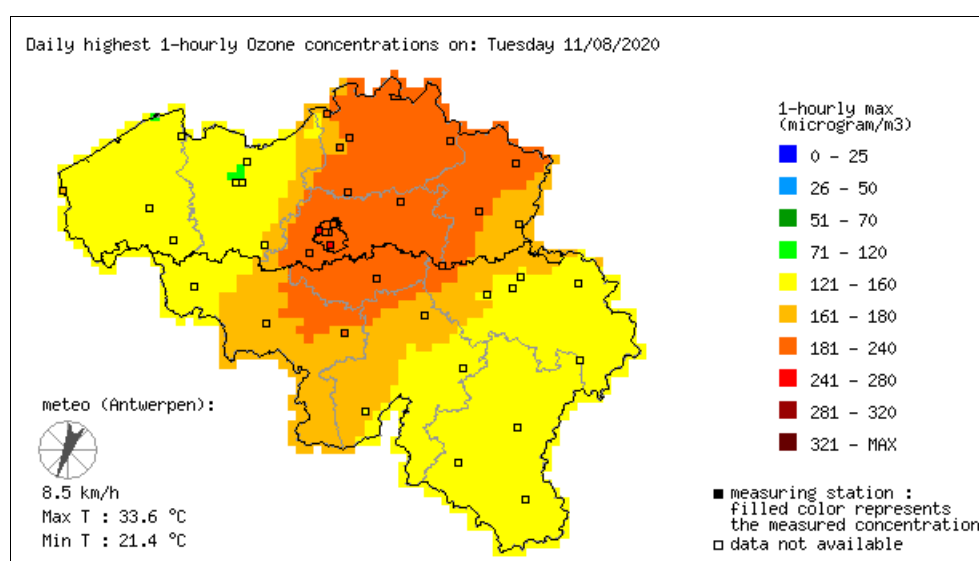 Daily highest 1-hourly Ozone concentrations on: Tuesday 11/08/2020
1-hourly max
(microgram/m3)
0 - 25
26 - 50
51 - 70
71 - 120
121 - 160
161 - 180
181 - 240
241 - 280
281 - 320
321 - MAX
meteo (Antwerpen):
8.5 km/h
Max T : 33.6 °C
Min T : 21.4 °C
measuring station :
filled color represents
the measured concentration
data not available